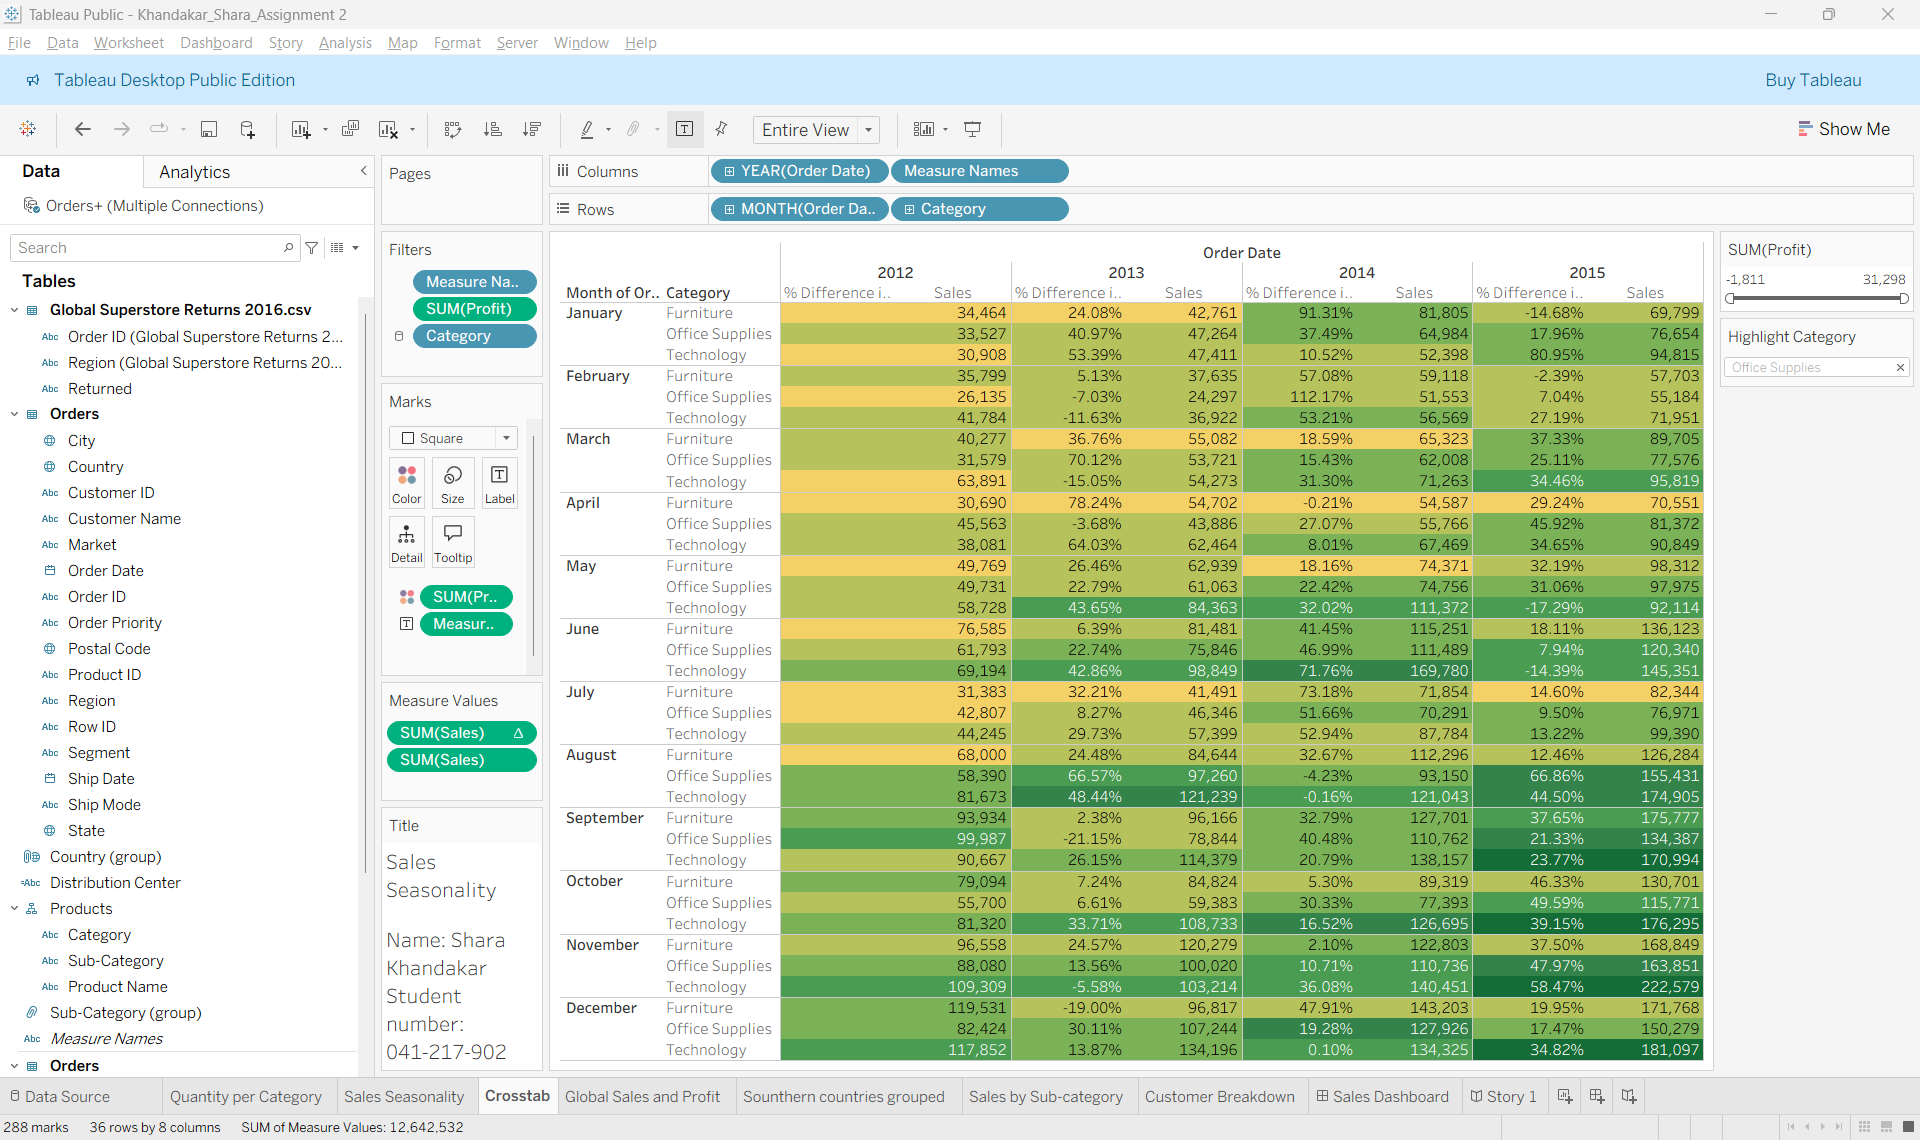 Tableau Public - Khandakar_Shara_Assignment 2
File Data Worksheet Dashboard Story Analysis Map Format Server Window Help
Tableau Desktop Public Edition Buy Tableau
Entire View Show Me
Data Analytics
Orders+ (Multiple Connections)
Search
Tables
Global Superstore Returns 2016.csv
Abc Order ID (Global Superstore Returns 2...
Abc Region (Global Superstore Returns 20...
Abc Returned
Orders
City
Country
Abc Customer ID
Abc Customer Name
Abc Market
Order Date
Abc Order ID
Abc Order Priority
Postal Code
Abc Product ID
Abc Region
Abc Row ID
Abc Segment
Ship Date
Abc Ship Mode
State
Country (group)
=Abc Distribution Center
Products
Abc Category
Abc Sub-Category
Abc Product Name
Sub-Category (group)
Abc Measure Names
Orders
Pages
Filters
Measure Na..
SUM(Profit)
Category
Marks
Square
Color Size Label
Detail Tooltip
SUM(Pr..
Measur..
Measure Values
SUM(Sales) Δ
SUM(Sales)
Title
Sales
Seasonality
Name: Shara
Khandakar
Student
number:
041-217-902
Columns YEAR(Order Date) Measure Names
Rows MONTH(Order Da.. Category
Order Date
2012 2013 2014 2015
Month of Or.. Category % Difference i.. Sales % Difference i.. Sales % Difference i.. Sales % Difference i.. Sales
January Furniture 34,464 24.08% 42,761 91.31% 81,805 -14.68% 69,799
Office Supplies 33,527 40.97% 47,264 37.49% 64,984 17.96% 76,654
Technology 30,908 53.39% 47,411 10.52% 52,398 80.95% 94,815
February Furniture 35,799 5.13% 37,635 57.08% 59,118 -2.39% 57,703
Office Supplies 26,135 -7.03% 24,297 112.17% 51,553 7.04% 55,184
Technology 41,784 -11.63% 36,922 53.21% 56,569 27.19% 71,951
March Furniture 40,277 36.76% 55,082 18.59% 65,323 37.33% 89,705
Office Supplies 31,579 70.12% 53,721 15.43% 62,008 25.11% 77,576
Technology 63,891 -15.05% 54,273 31.30% 71,263 34.46% 95,819
April Furniture 30,690 78.24% 54,702 -0.21% 54,587 29.24% 70,551
Office Supplies 45,563 -3.68% 43,886 27.07% 55,766 45.92% 81,372
Technology 38,081 64.03% 62,464 8.01% 67,469 34.65% 90,849
May Furniture 49,769 26.46% 62,939 18.16% 74,371 32.19% 98,312
Office Supplies 49,731 22.79% 61,063 22.42% 74,756 31.06% 97,975
Technology 58,728 43.65% 84,363 32.02% 111,372 -17.29% 92,114
June Furniture 76,585 6.39% 81,481 41.45% 115,251 18.11% 136,123
Office Supplies 61,793 22.74% 75,846 46.99% 111,489 7.94% 120,340
Technology 69,194 42.86% 98,849 71.76% 169,780 -14.39% 145,351
July Furniture 31,383 32.21% 41,491 73.18% 71,854 14.60% 82,344
Office Supplies 42,807 8.27% 46,346 51.66% 70,291 9.50% 76,971
Technology 44,245 29.73% 57,399 52.94% 87,784 13.22% 99,390
August Furniture 68,000 24.48% 84,644 32.67% 112,296 12.46% 126,284
Office Supplies 58,390 66.57% 97,260 -4.23% 93,150 66.86% 155,431
Technology 81,673 48.44% 121,239 -0.16% 121,043 44.50% 174,905
September Furniture 93,934 2.38% 96,166 32.79% 127,701 37.65% 175,777
Office Supplies 99,987 -21.15% 78,844 40.48% 110,762 21.33% 134,387
Technology 90,667 26.15% 114,379 20.79% 138,157 23.77% 170,994
October Furniture 79,094 7.24% 84,824 5.30% 89,319 46.33% 130,701
Office Supplies 55,700 6.61% 59,383 30.33% 77,393 49.59% 115,771
Technology 81,320 33.71% 108,733 16.52% 126,695 39.15% 176,295
November Furniture 96,558 24.57% 120,279 2.10% 122,803 37.50% 168,849
Office Supplies 88,080 13.56% 100,020 10.71% 110,736 47.97% 163,851
Technology 109,309 -5.58% 103,214 36.08% 140,451 58.47% 222,579
December Furniture 119,531 -19.00% 96,817 47.91% 143,203 19.95% 171,768
Office Supplies 82,424 30.11% 107,244 19.28% 127,926 17.47% 150,279
Technology 117,852 13.87% 134,196 0.10% 134,325 34.82% 181,097
SUM(Profit)
-1,811 31,298
Highlight Category
Office Supplies
Data Source Quantity per Category Sales Seasonality Crosstab Global Sales and Profit Sounthern countries grouped Sales by Sub-category Customer Breakdown Sales Dashboard Story 1
288 marks 36 rows by 8 columns SUM of Measure Values: 12,642,532